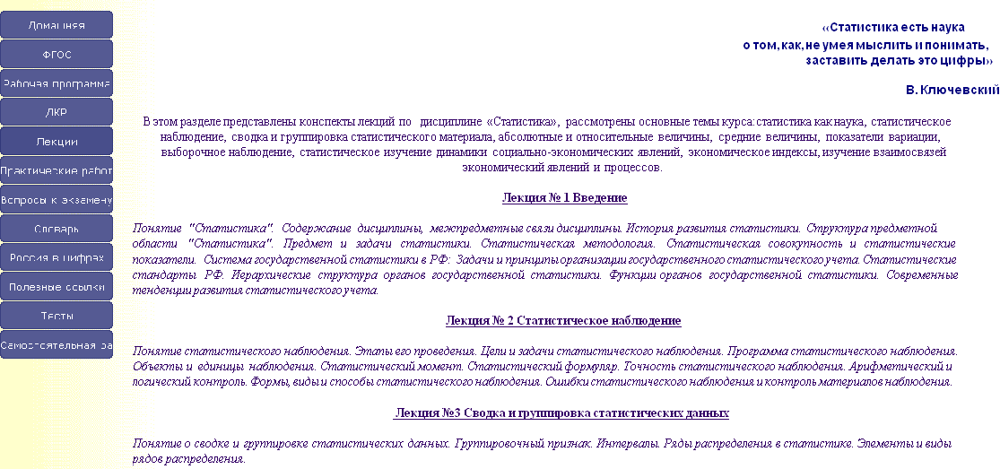 Домашняя
ФГОС
Рабочая программа
ЛКР
Лекции
Практические работ
Вопросы к экзамену
Словарь
Россия в цифрах
Полезные ссылки
Тесты
Самостоятельная ра
«Статистика есть наука
о том, как, не умея мыслить и понимать,
заставить делать это цифры»
В. Ключевский
В этом разделе представлены конспекты лекций по дисциплине «Статистика», рассмотрены основные темы курса: статистика как наука, статистическое
наблюдение, сводка и группировка статистического материала, абсолютные и относительные величины, средние величины, показатели вариации,
выборочное наблюдение, статистическое изучение динамики социально-экономических явлений, экономическое индексы, изучение взаимосвязей
экономический явлений и процессов.
Лекция № 1 Введение
Понятие "Статистика". Содержание дисциплины, межпредметные связи дисциплины. История развития статистики. Структура предметной
области "Статистика". Предмет и задачи статистики. Статистическая методология. Статистическая совокупность и статистические
показатели. Система государственной статистики в РФ: Задачи и принципы организации государственного статистического учета. Статистические
стандарты РФ. Иерархические структура органов государственной статистики. Функции органов государственной статистики. Современные
тенденции развития статистического учета.
Лекция № 2 Статистическое наблюдение
Понятие статистического наблюдения. Этапы его проведения. Цели и задачи статистического наблюдения. Программа статистического наблюдения.
Объекты и единицы наблюдения. Статистический момент. Статистический формуляр. Точность статистического наблюдения. Арифметический и
логический контроль. Формы, виды и способы статистического наблюдения. Ошибки статистического наблюдения и контроль материалов наблюдения.
Лекция №3 Сводка и группировка статистических данных
Понятие о сводке и группировке статистических данных. Группировочный признак. Интервалы. Ряды распределения в статистике. Элементы и виды
рядов распределения.